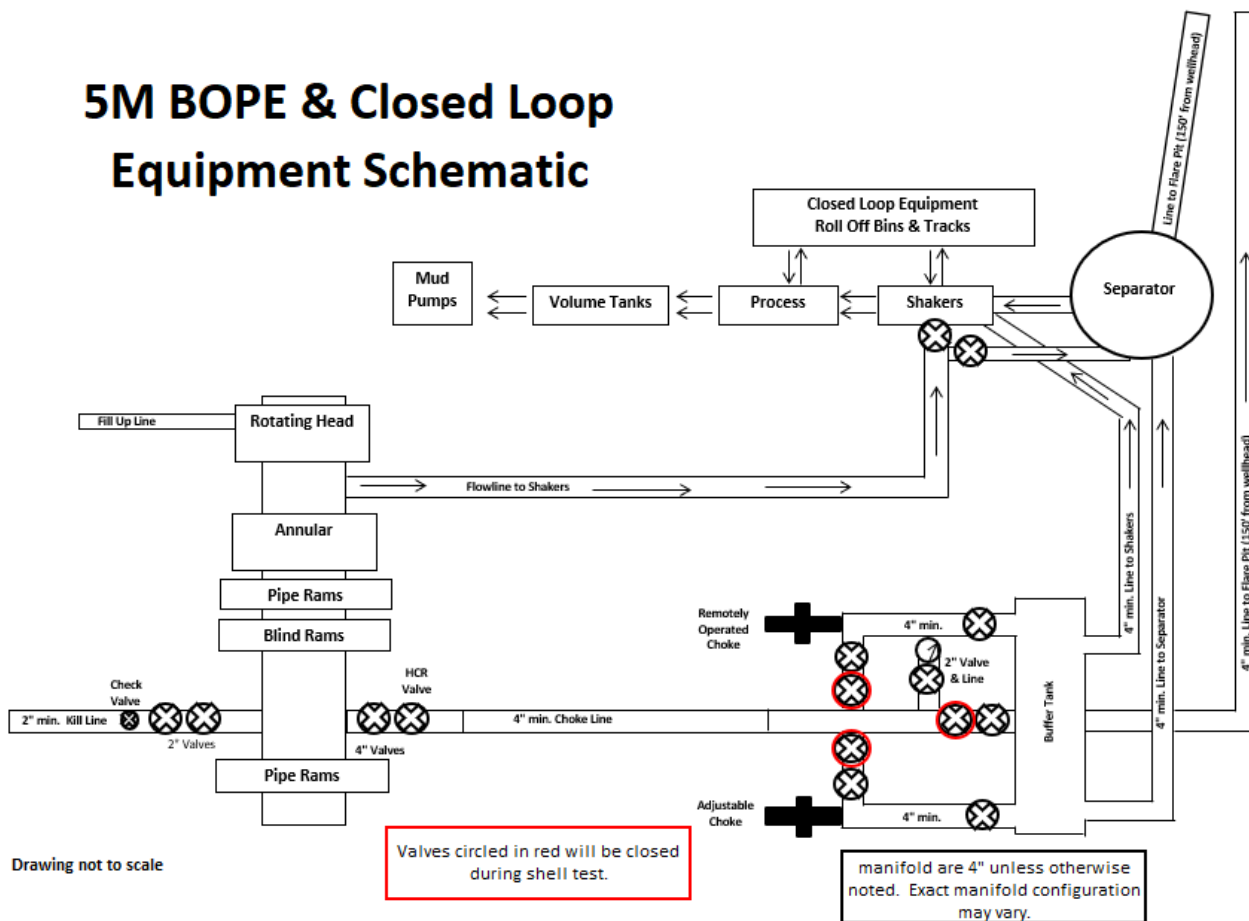 5M BOPE & Closed Loop
Equipment Schematic
Line to Flare Pit (150' from wellhead)
Closed Loop Equipment
Roll Off Bins & Tracks
Mud
Pumps
Volume Tanks
Process
Shakers
Separator
Fill Up Line
Rotating Head
Flowline to Shakers
Annular
Pipe Rams
Blind Rams
Check
Valve
2" min. Kill Line
2" Valves
HCR
Valve
4" Valves
4" min. Choke Line
Pipe Rams
Remotely
Operated
Choke
4" min.
2" Valve
& Line
Buffer Tank
Adjustable
Choke
4" min.
4" min. Line to Shakers
4" min. Line to Separator
4" min. Line to Flare Pit (150' from wellhead)
Drawing not to scale
Valves circled in red will be closed
during shell test.
manifold are 4" unless otherwise
noted. Exact manifold configuration
may vary.